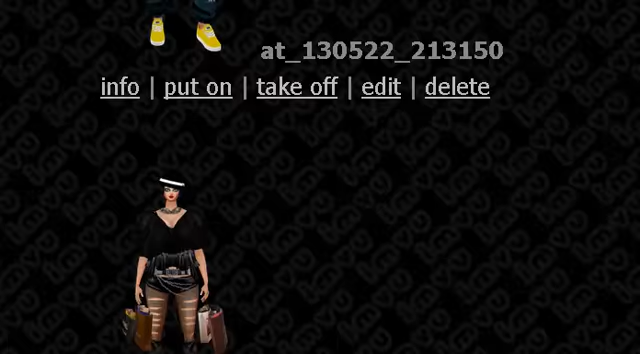 at_130522_213150
info | put on | take off | edit | delete